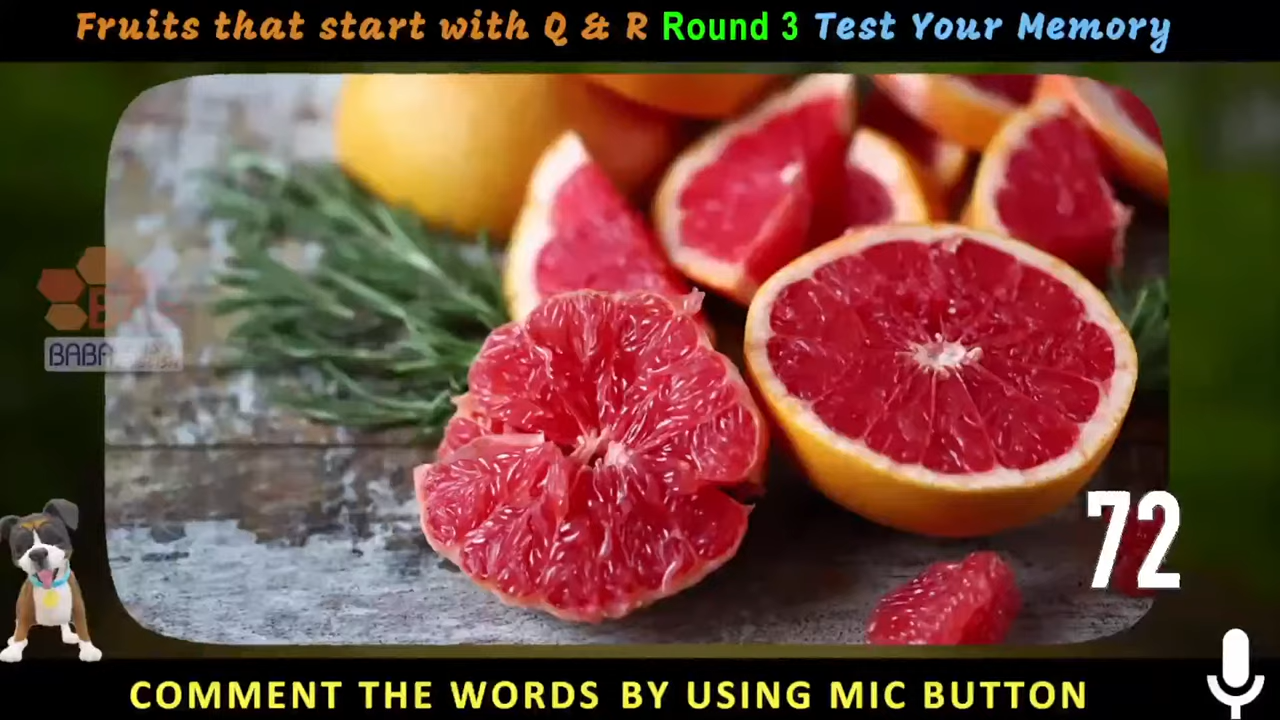 Fruits that start with Q & R Round 3 Test Your Memory
BABA
72
COMMENT THE WORDS BY USING MIC BUTTON